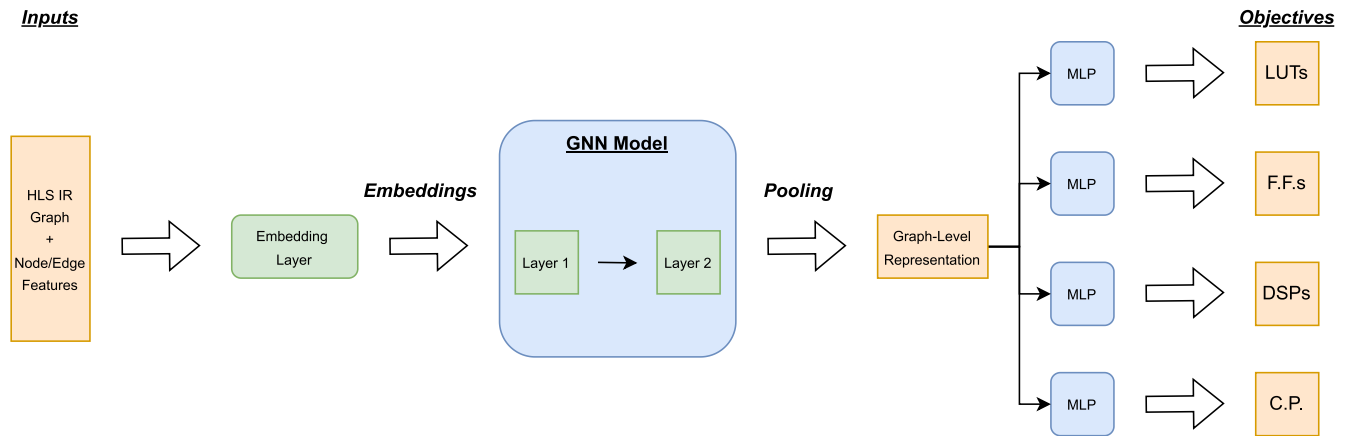 Inputs
HLS IR
Graph
+
Node/Edge
Features
Embedding
Layer
Embeddings
GNN Model
Layer 1
Layer 2
Pooling
Graph-Level
Representation
MLP
MLP
MLP
MLP
Objectives
LUTs
F.F.s
DSPs
C.P.